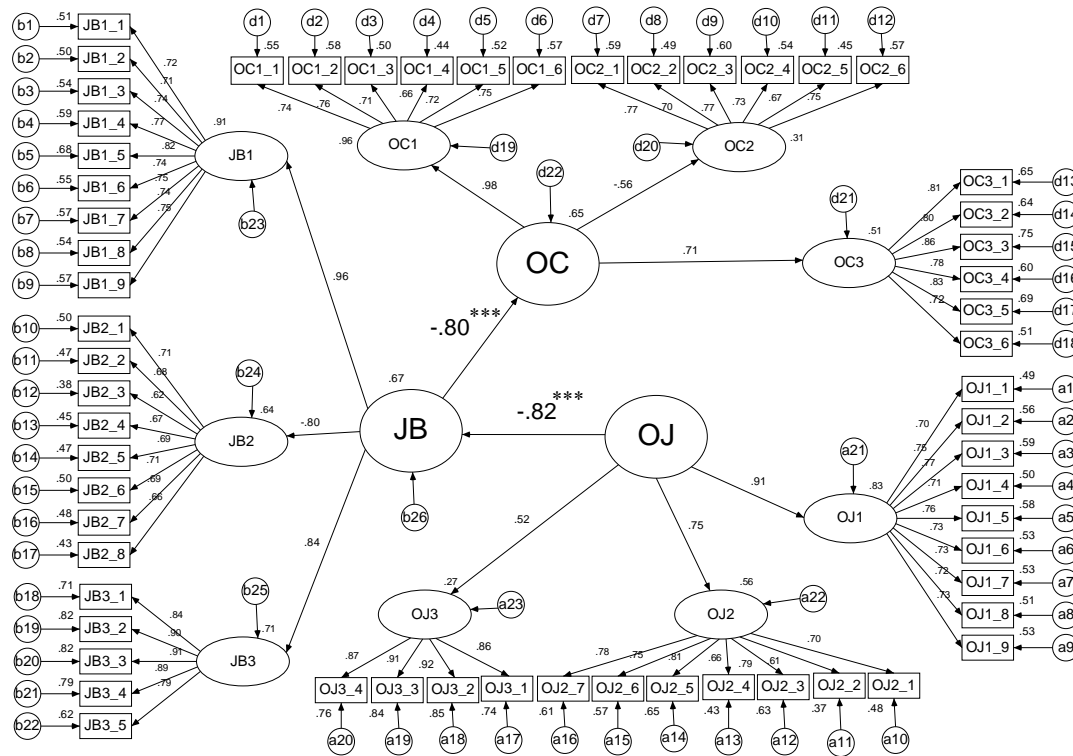 d1 d2 d3 d4 d5 d6 d7 d8 d9 d10 d11 d12
.55 .58 .50 .44 .52 .57 .59 .49 .60 .54 .45 .57
OC1_1 OC1_2 OC1_3 OC1_4 OC1_5 OC1_6 OC2_1 OC2_2 OC2_3 OC2_4 OC2_5 OC2_6
.74 .76 .71 .66 .72 .75 .77 .70 .77 .73 .67 .75
.96 OC1 d19 d20 OC2 .31
.98 d22 -.56
.65 OC
.71
d21 .51 OC3
.81 OC3_1 .65 d13
.80 OC3_2 .64 d14
.86 OC3_3 .75 d15
.78 OC3_4 .60 d16
.83 OC3_5 .69 d17
.72 OC3_6 .51 d18
b1 .51 JB1_1 .72
b2 .50 JB1_2 .71
b3 .54 JB1_3 .74
b4 .59 JB1_4 .77
b5 .68 JB1_5 .82
b6 .55 JB1_6 .74
b7 .57 JB1_7 .75
b8 .54 JB1_8 .74
b9 .57 JB1_9 .75
.91 JB1
b23
.96
-.80***
b10 .50 JB2_1 .71
b11 .47 JB2_2 .68
b12 .38 JB2_3 .62
b13 .45 JB2_4 .67
b14 .47 JB2_5 .69
b15 .50 JB2_6 .71
b16 .48 JB2_7 .69
b17 .43 JB2_8 .66
b24 .64 JB2
-.80
.67 JB
b26
-.82***
OJ
.84
b18 .71 JB3_1 .84
b19 .82 JB3_2 .90
b20 .82 JB3_3 .91
b21 .79 JB3_4 .89
b22 .62 JB3_5 .79
b25 .71 JB3
.91 a21 .83 OJ1
.70 OJ1_1 .49 a1
.75 OJ1_2 .56 a2
.77 OJ1_3 .59 a3
.71 OJ1_4 .50 a4
.76 OJ1_5 .58 a5
.73 OJ1_6 .53 a6
.73 OJ1_7 .53 a7
.72 OJ1_8 .51 a8
.73 OJ1_9 .53 a9
.52 .75
.27 OJ3 a23 .56 OJ2 a22
.87 .91 .92 .86 .78 .75 .81 .66 .79 .61 .70
OJ3_4 OJ3_3 OJ3_2 OJ3_1 OJ2_7 OJ2_6 OJ2_5 OJ2_4 OJ2_3 OJ2_2 OJ2_1
.76 .84 .85 .74 .61 .57 .65 .43 .63 .37 .48
a20 a19 a18 a17 a16 a15 a14 a13 a12 a11 a10